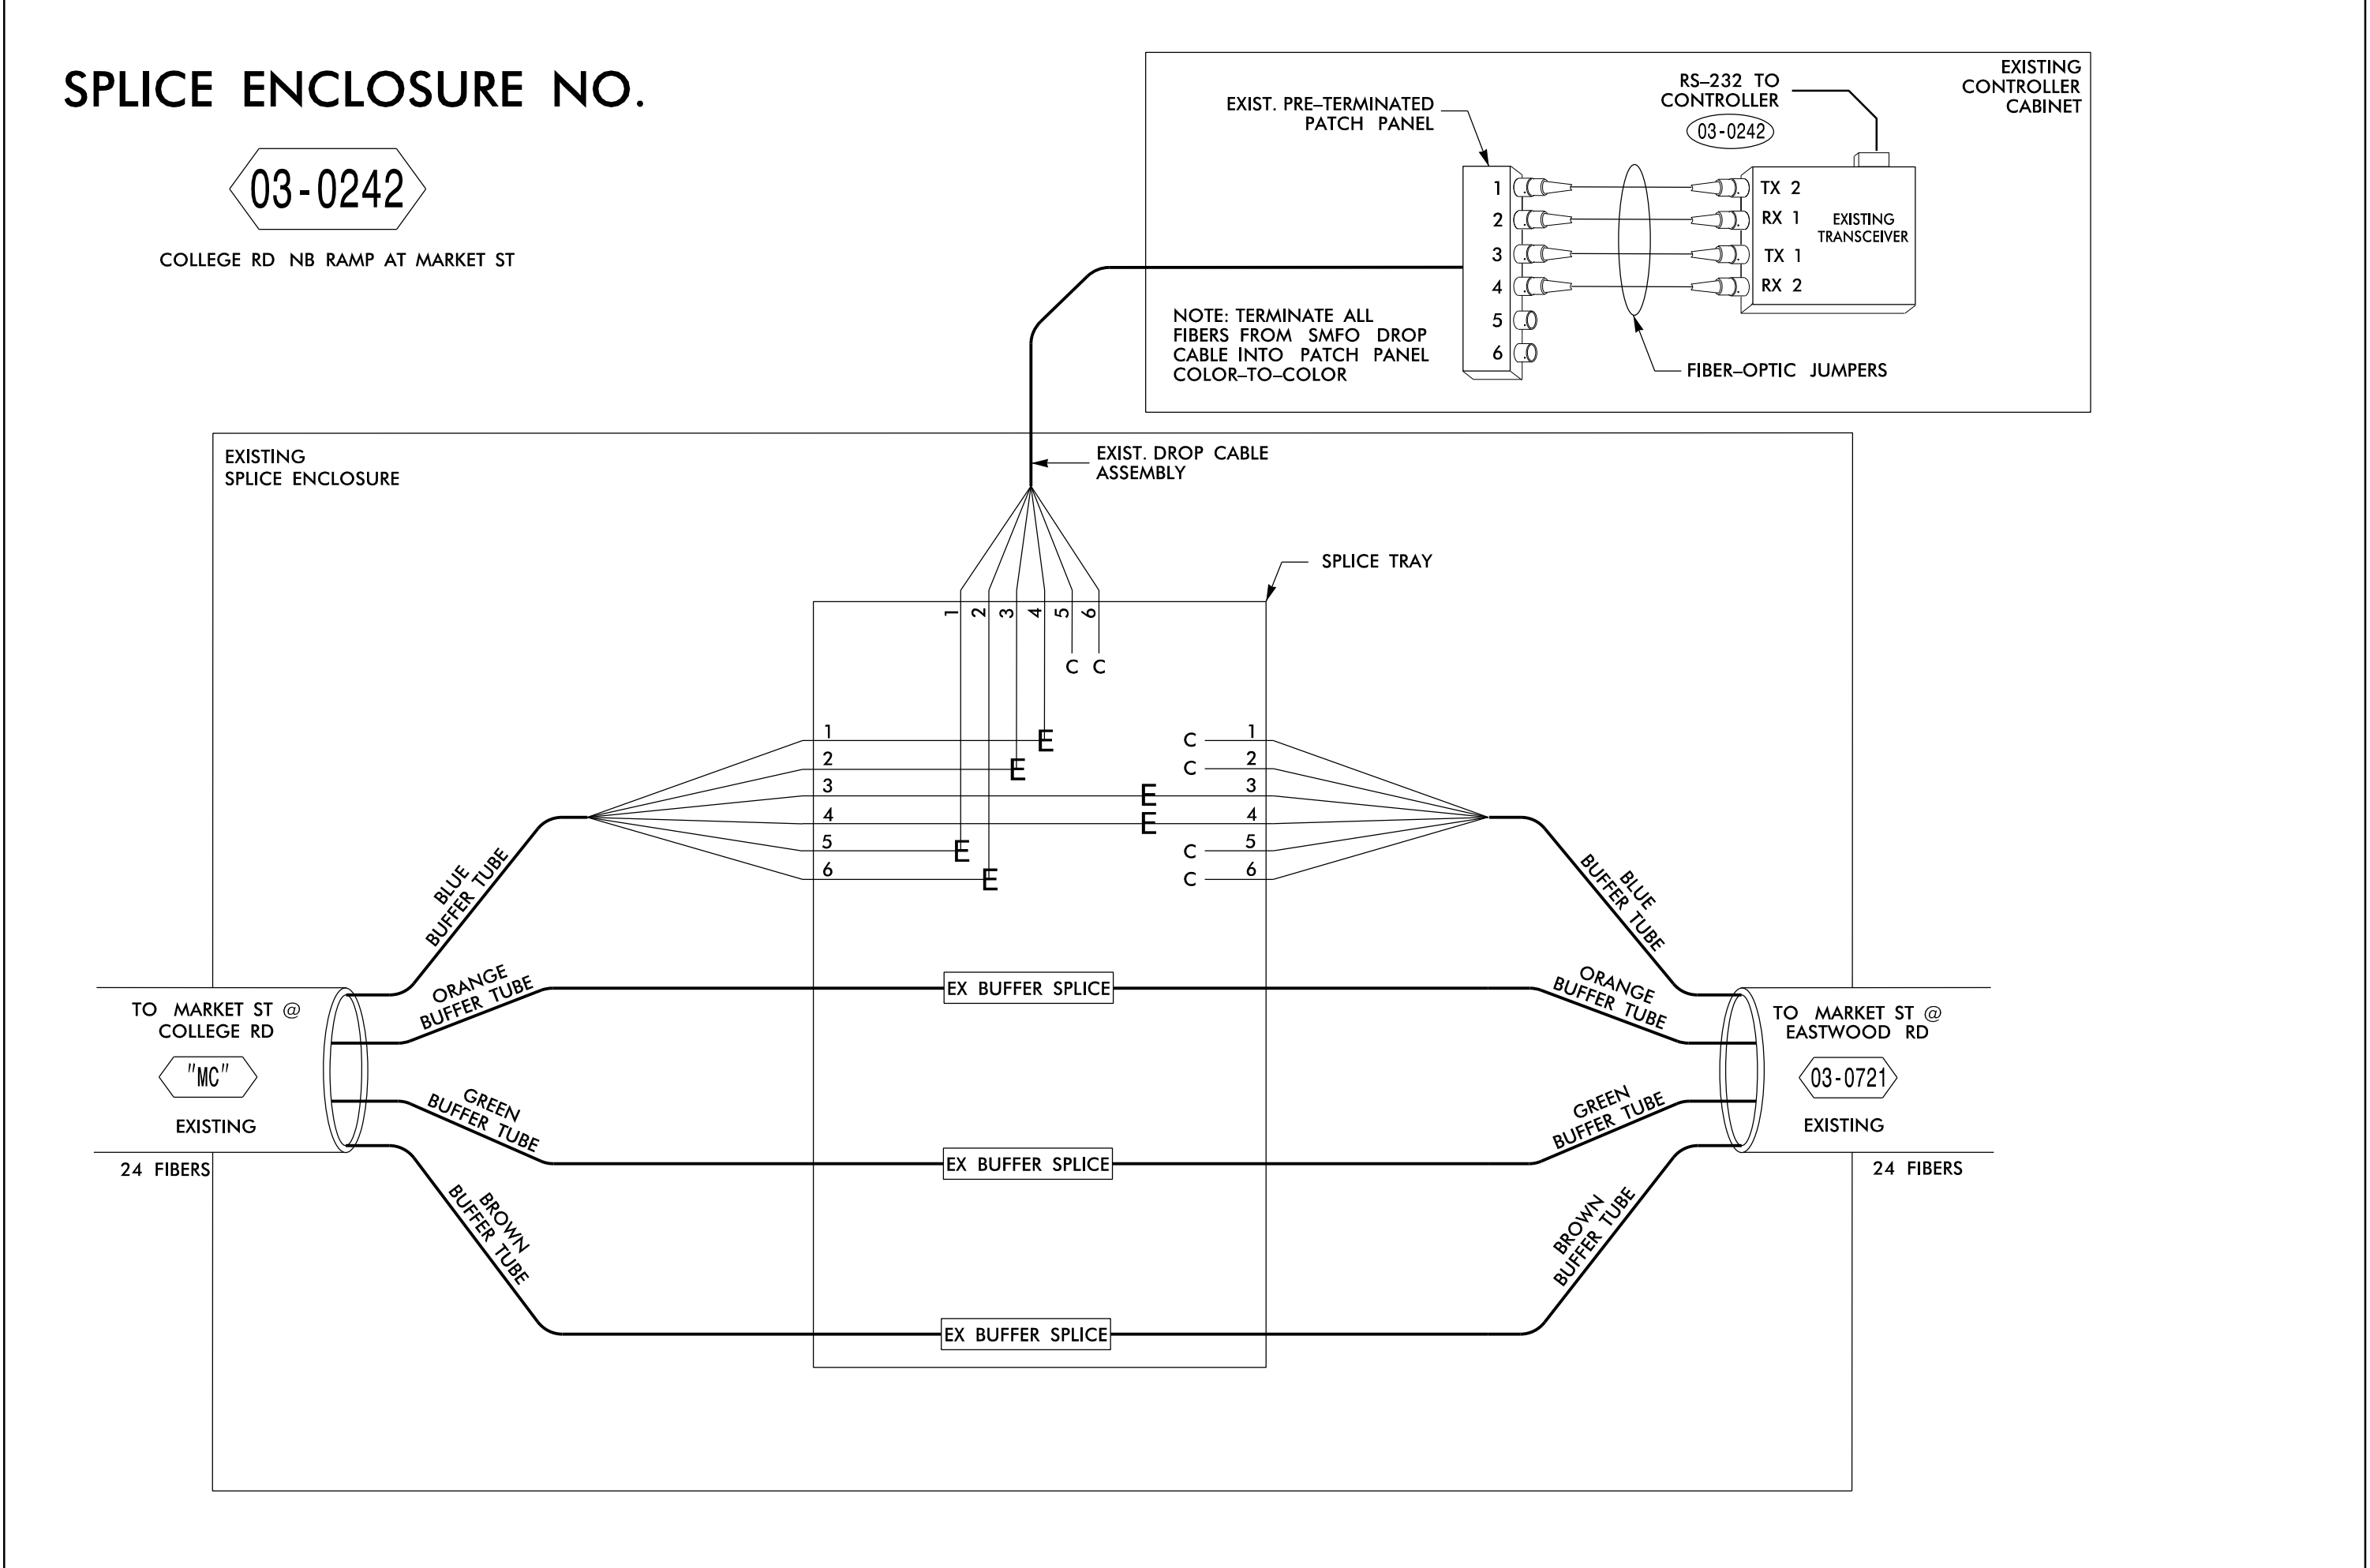 SPLICE ENCLOSURE NO.
03-0242
COLLEGE RD NB RAMP AT MARKET ST
EXISTING
CONTROLLER
CABINET
RS-232 TO
CONTROLLER
03-0242
EXIST. PRE-TERMINATED
PATCH PANEL
1
2
3
4
5
6
TX 2
RX 1
TX 1
RX 2
EXISTING
TRANSCEIVER
NOTE: TERMINATE ALL
FIBERS FROM SMFO DROP
CABLE INTO PATCH PANEL
COLOR-TO-COLOR
FIBER-OPTIC JUMPERS
EXISTING
SPLICE ENCLOSURE
EXIST. DROP CABLE
ASSEMBLY
SPLICE TRAY
1 2 3 4 5 6
C C
1 E C 1
2 E C 2
3 E 3
4 E 4
5 E C 5
6 E C 6
BLUE
BUFFER TUBE
BLUE
BUFFER TUBE
ORANGE
BUFFER TUBE
EX BUFFER SPLICE
ORANGE
BUFFER TUBE
TO MARKET ST @
COLLEGE RD
"MC"
EXISTING
24 FIBERS
TO MARKET ST @
EASTWOOD RD
03-0721
EXISTING
24 FIBERS
GREEN
BUFFER TUBE
EX BUFFER SPLICE
GREEN
BUFFER TUBE
BROWN
BUFFER TUBE
EX BUFFER SPLICE
BROWN
BUFFER TUBE